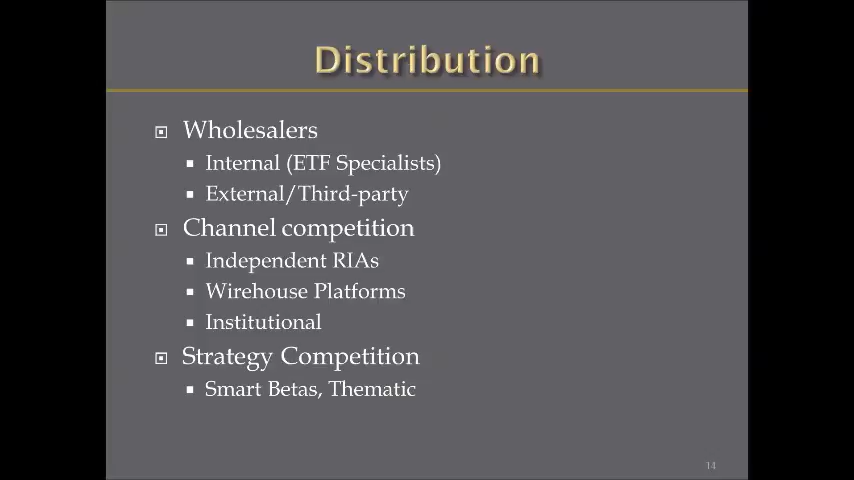 Distribution
Wholesalers
Internal (ETF Specialists)
External/Third-party
Channel competition
Independent RIAs
Wirehouse Platforms
Institutional
Strategy Competition
Smart Betas, Thematic
14